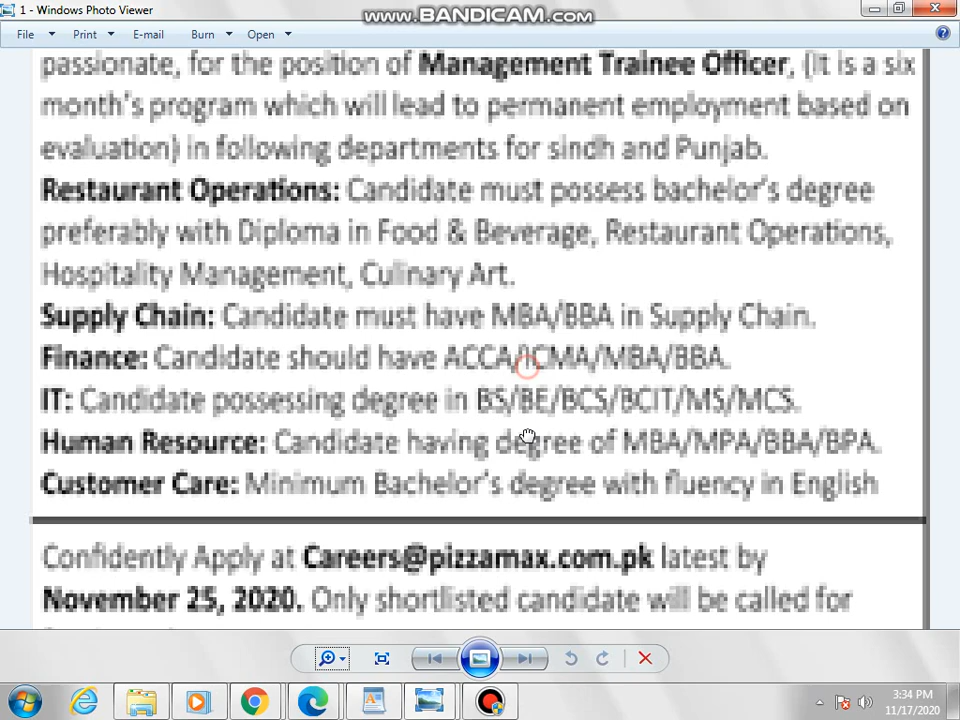 1 - Windows Photo Viewer
www.BANDICAM.com
File Print E-mail Burn Open
passionate, for the position of Management Trainee Officer, (It is a six
month's program which will lead to permanent employment based on
evaluation) in following departments for sindh and Punjab.
Restaurant Operations: Candidate must possess bachelor's degree
preferably with Diploma in Food & Beverage, Restaurant Operations,
Hospitality Management, Culinary Art.
Supply Chain: Candidate must have MBA/BBA in Supply Chain.
Finance: Candidate should have ACCA/ICMA/MBA/BBA.
IT: Candidate possessing degree in BS/BE/BCS/BCIT/MS/MCS.
Human Resource: Candidate having degree of MBA/MPA/BBA/BPA.
Customer Care: Minimum Bachelor's degree with fluency in English
Confidently Apply at Careers@pizzamax.com.pk latest by
November 25, 2020. Only shortlisted candidate will be called for
3:34 PM
11/17/2020